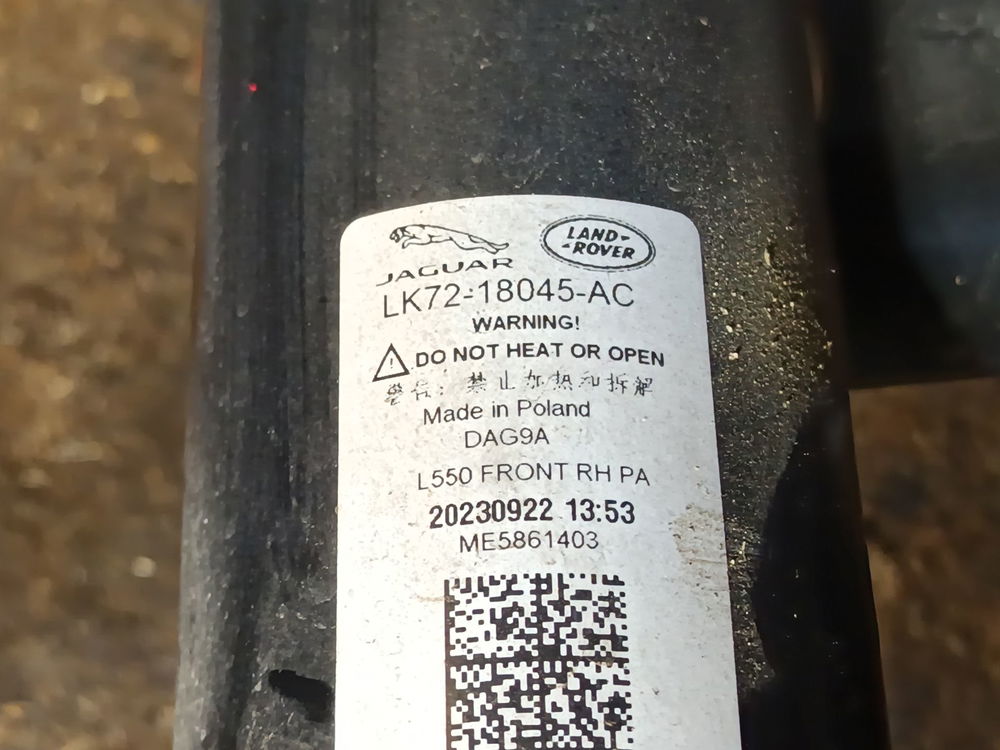 JAGUAR
LAND-
-ROVER
LK72-18045-AC
WARNING!
DO NOT HEAT OR OPEN
警告: 禁止加热和拆解
Made in Poland
DAG9A
L550 FRONT RH PA
20230922 13:53
ME5861403